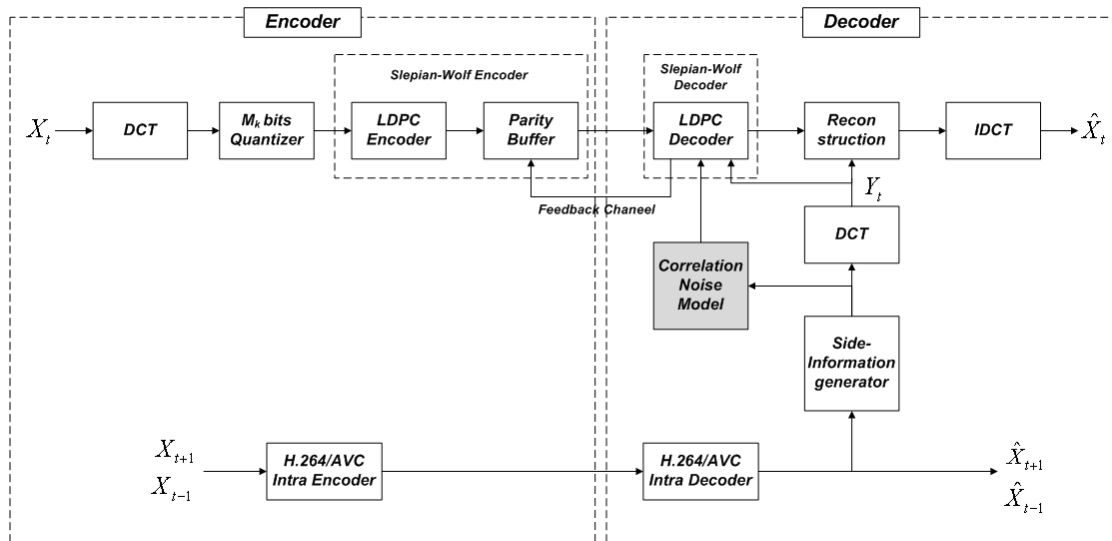 Encoder
Decoder
Slepian-Wolf Encoder
Slepian-Wolf
Decoder
X_t
DCT
M_k bits
Quantizer
LDPC
Encoder
Parity
Buffer
LDPC
Decoder
Recon
struction
IDCT
X̂_t
Feedback Chaneel
Y_t
DCT
Correlation
Noise
Model
Side-
Information
generator
X_{t+1}
X_{t-1}
H.264/AVC
Intra Encoder
H.264/AVC
Intra Decoder
X̂_{t+1}
X̂_{t-1}